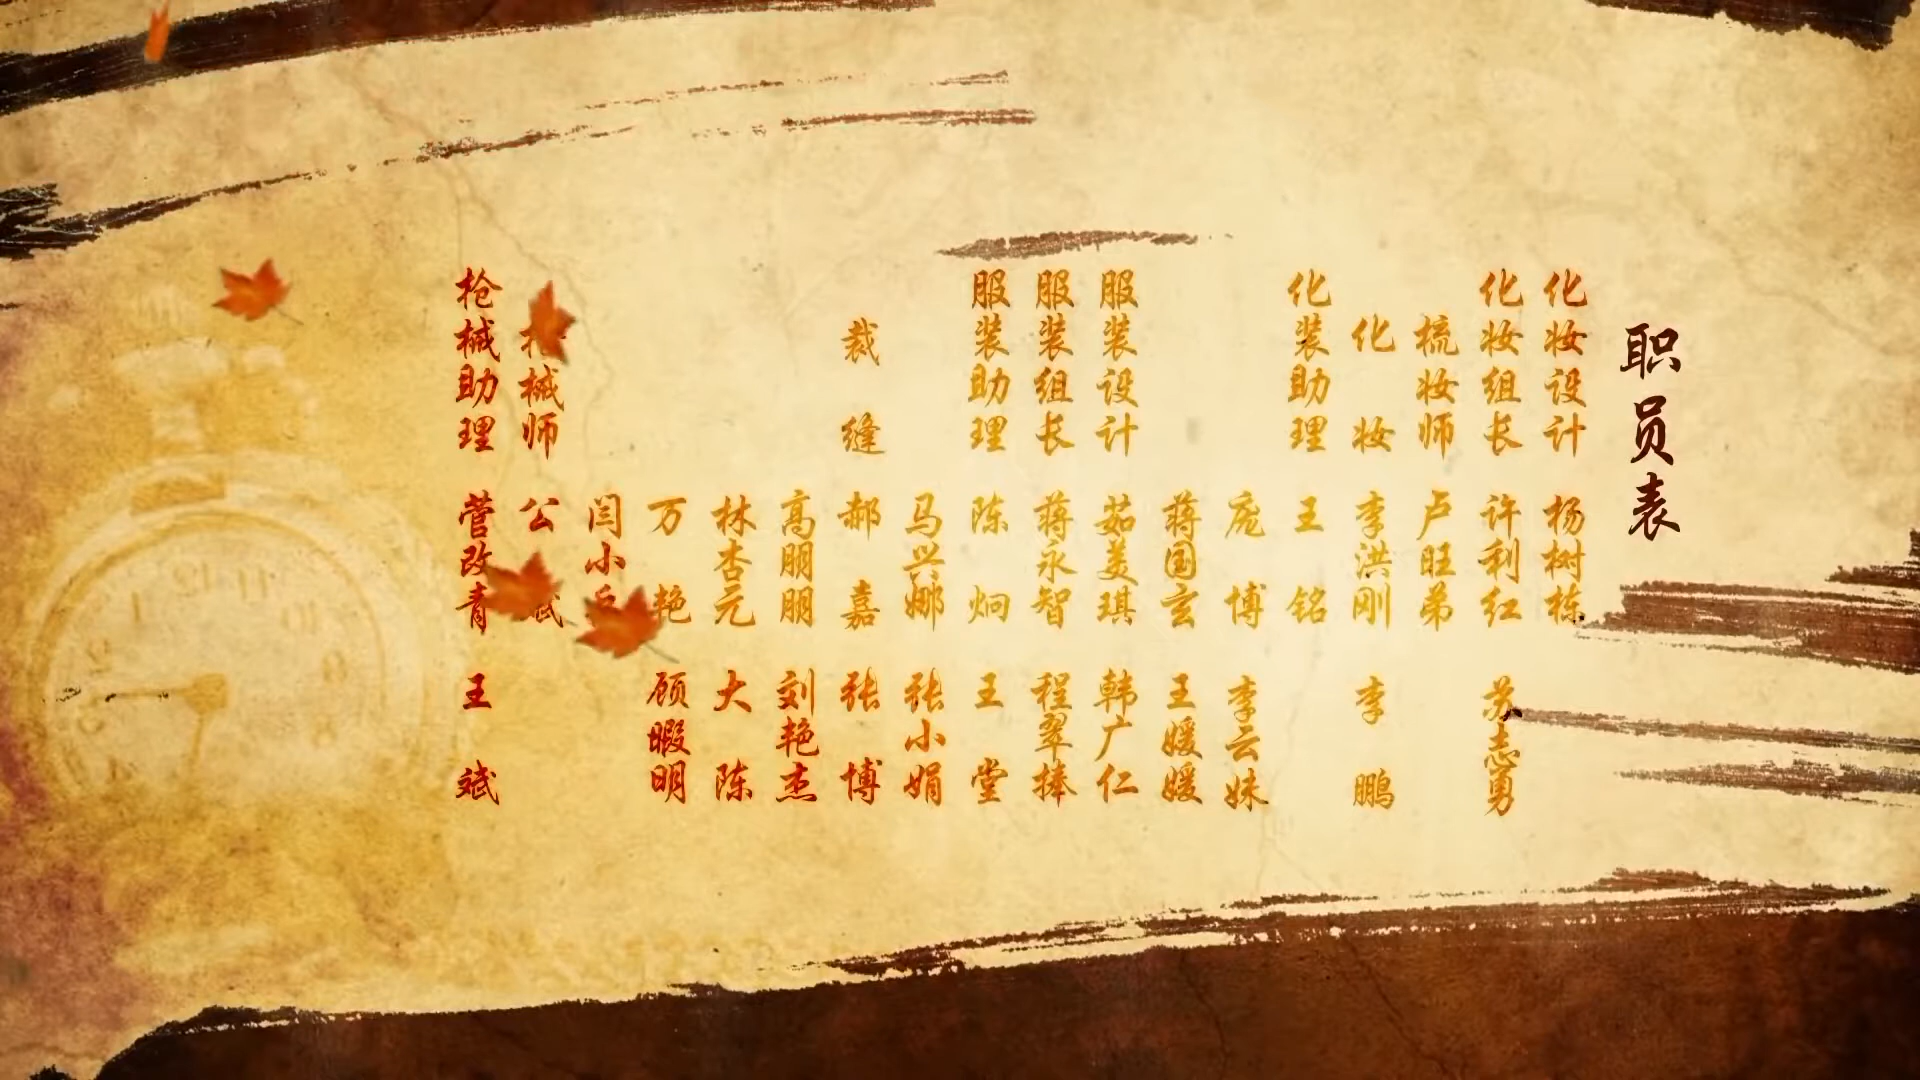 职员表
化妆设计 杨树栋
化妆组长 许利红 苏志勇
梳妆师 卢旺弟
化妆 李洪刚 李鹏
化装助理 王铭
庞博 李云妹
蒋国玄 王媛媛
服装设计 茹美琪 韩广仁
服装组长 蒋永智 程翠捧
服装助理 陈炯 王堂
马兴娜 张小娟
裁缝 郝嘉 张博
高朋朋 刘艳杰
林杏元 大陈
万艳 顾暇明
闫小
械师 公
枪械助理 营改青 王斌